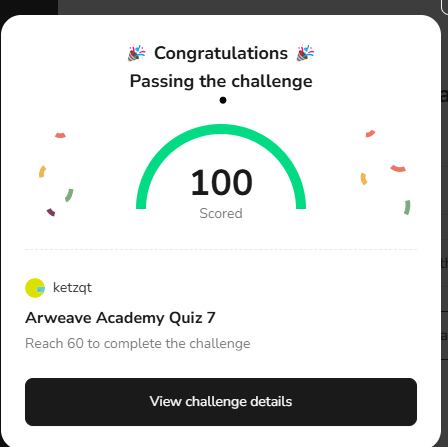 🎉 Congratulations 🎉
Passing the challenge
100
Scored
ketzqt
Arweave Academy Quiz 7
Reach 60 to complete the challenge
View challenge details